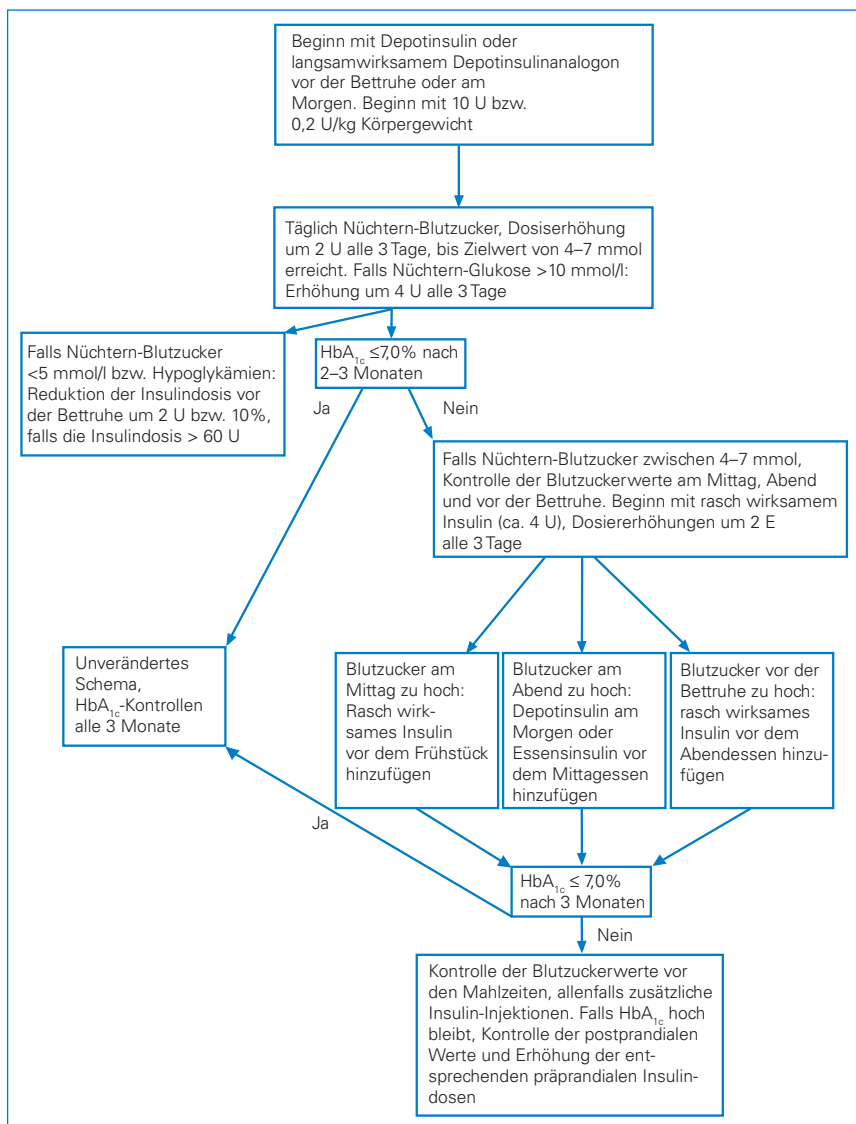 Beginn mit Depotinsulin oder
langsamwirksamem Depotinsulinanalogon
vor der Bettruhe oder am
Morgen. Beginn mit 10 U bzw.
0,2 U/kg Körpergewicht
Täglich Nüchtern-Blutzucker, Dosiserhöhung
um 2 U alle 3 Tage, bis Zielwert von 4–7 mmol
erreicht. Falls Nüchtern-Glukose >10 mmol/l:
Erhöhung um 4 U alle 3 Tage
Falls Nüchtern-Blutzucker
<5 mmol/l bzw. Hypoglykämien:
Reduktion der Insulindosis vor
der Bettruhe um 2 U bzw. 10%,
falls die Insulindosis > 60 U
HbA1c ≤7,0% nach
2–3 Monaten
Ja
Nein
Falls Nüchtern-Blutzucker zwischen 4–7 mmol,
Kontrolle der Blutzuckerwerte am Mittag, Abend
und vor der Bettruhe. Beginn mit rasch wirksamem
Insulin (ca. 4 U), Dosiererhöhungen um 2 E
alle 3 Tage
Unverändertes
Schema,
HbA1c-Kontrollen
alle 3 Monate
Blutzucker am
Mittag zu hoch:
Rasch wirk-
sames Insulin
vor dem Frühstück
hinzufügen
Blutzucker am
Abend zu hoch:
Depotinsulin am
Morgen oder
Essensinsulin vor
dem Mittagessen
hinzufügen
Blutzucker vor der
Bettruhe zu hoch:
rasch wirksames
Insulin vor dem
Abendessen hinzu-
fügen
Ja
HbA1c ≤ 7,0%
nach 3 Monaten
Nein
Kontrolle der Blutzuckerwerte vor
den Mahlzeiten, allenfalls zusätzliche
Insulin-Injektionen. Falls HbA1c hoch
bleibt, Kontrolle der postprandialen
Werte und Erhöhung der ent-
sprechenden präprandialen Insulin-
dosen